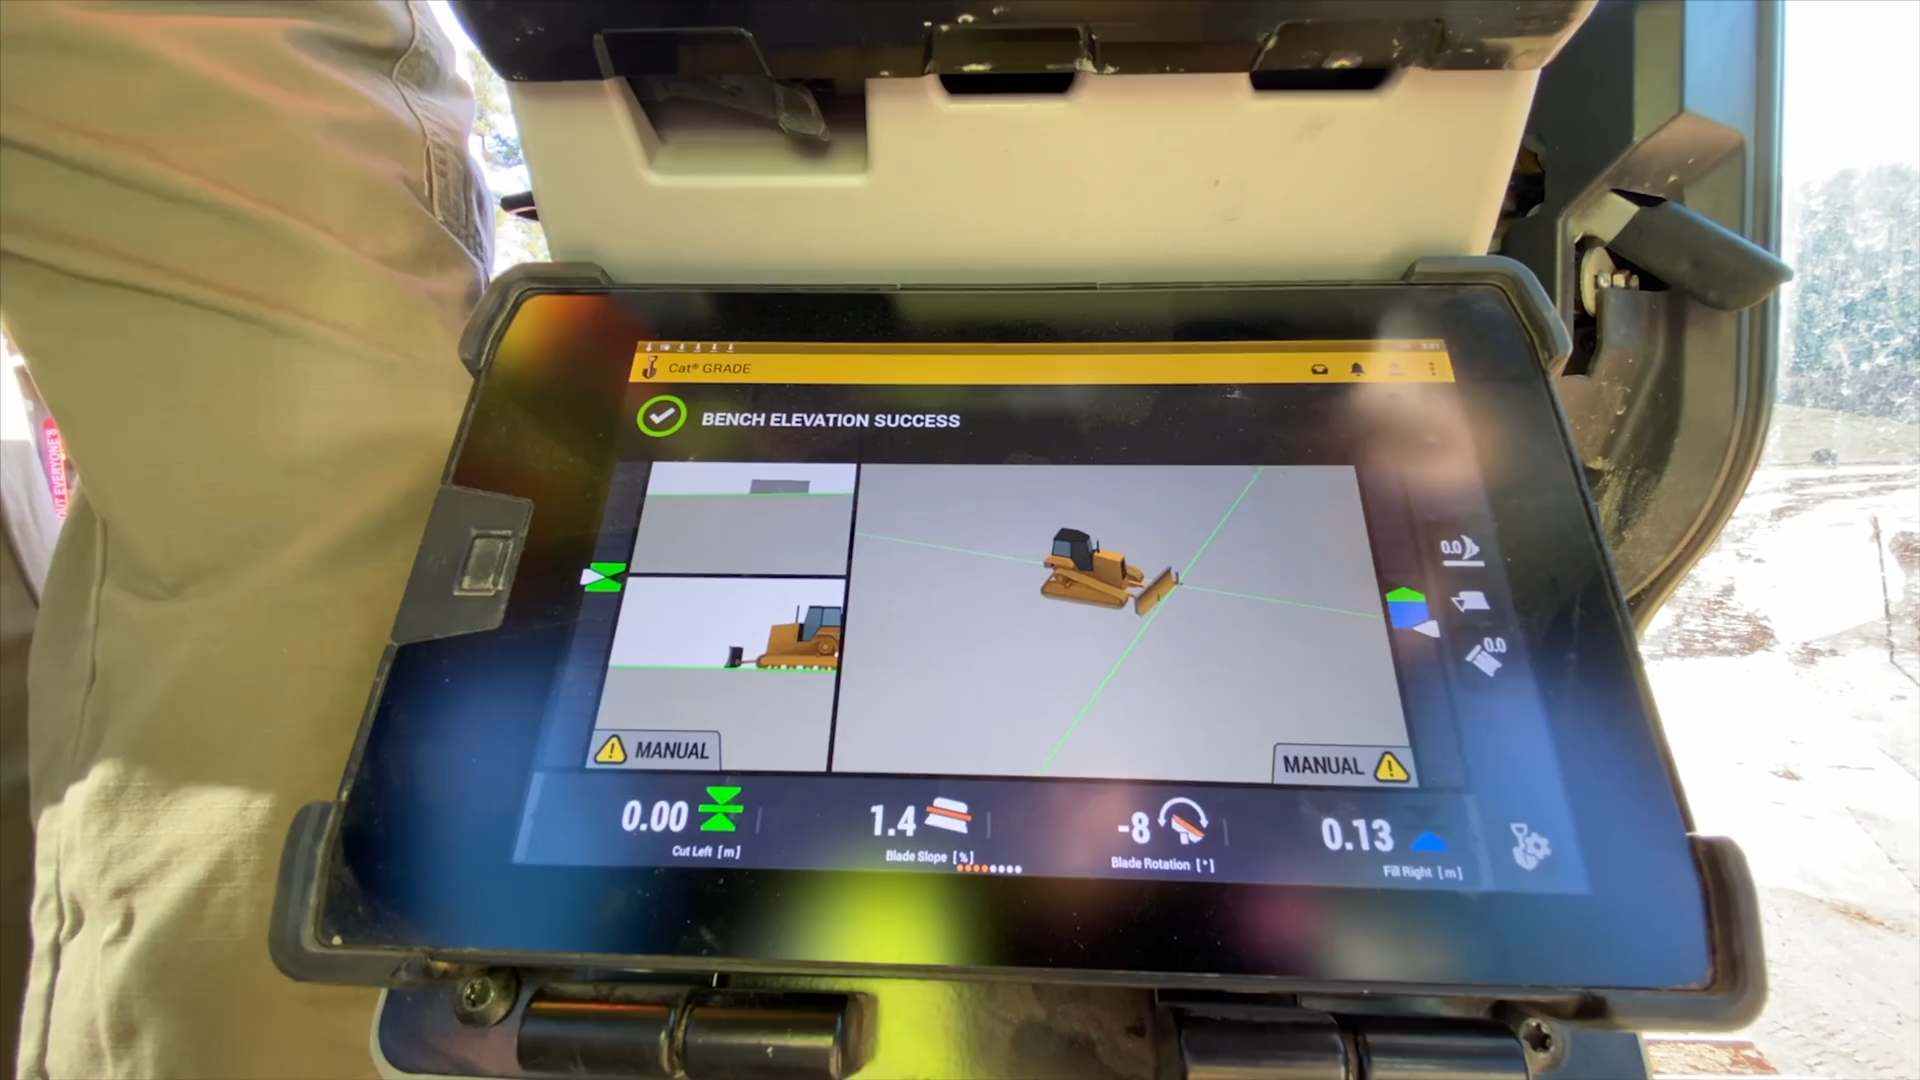 Cat® GRADE
BENCH ELEVATION SUCCESS
0.0
0.0
MANUAL
MANUAL
0.00
Cut Left [m]
1.4
Blade Slope [%]
-8
Blade Rotation [°]
0.13
Fill Right [m]
EVERYONE'S